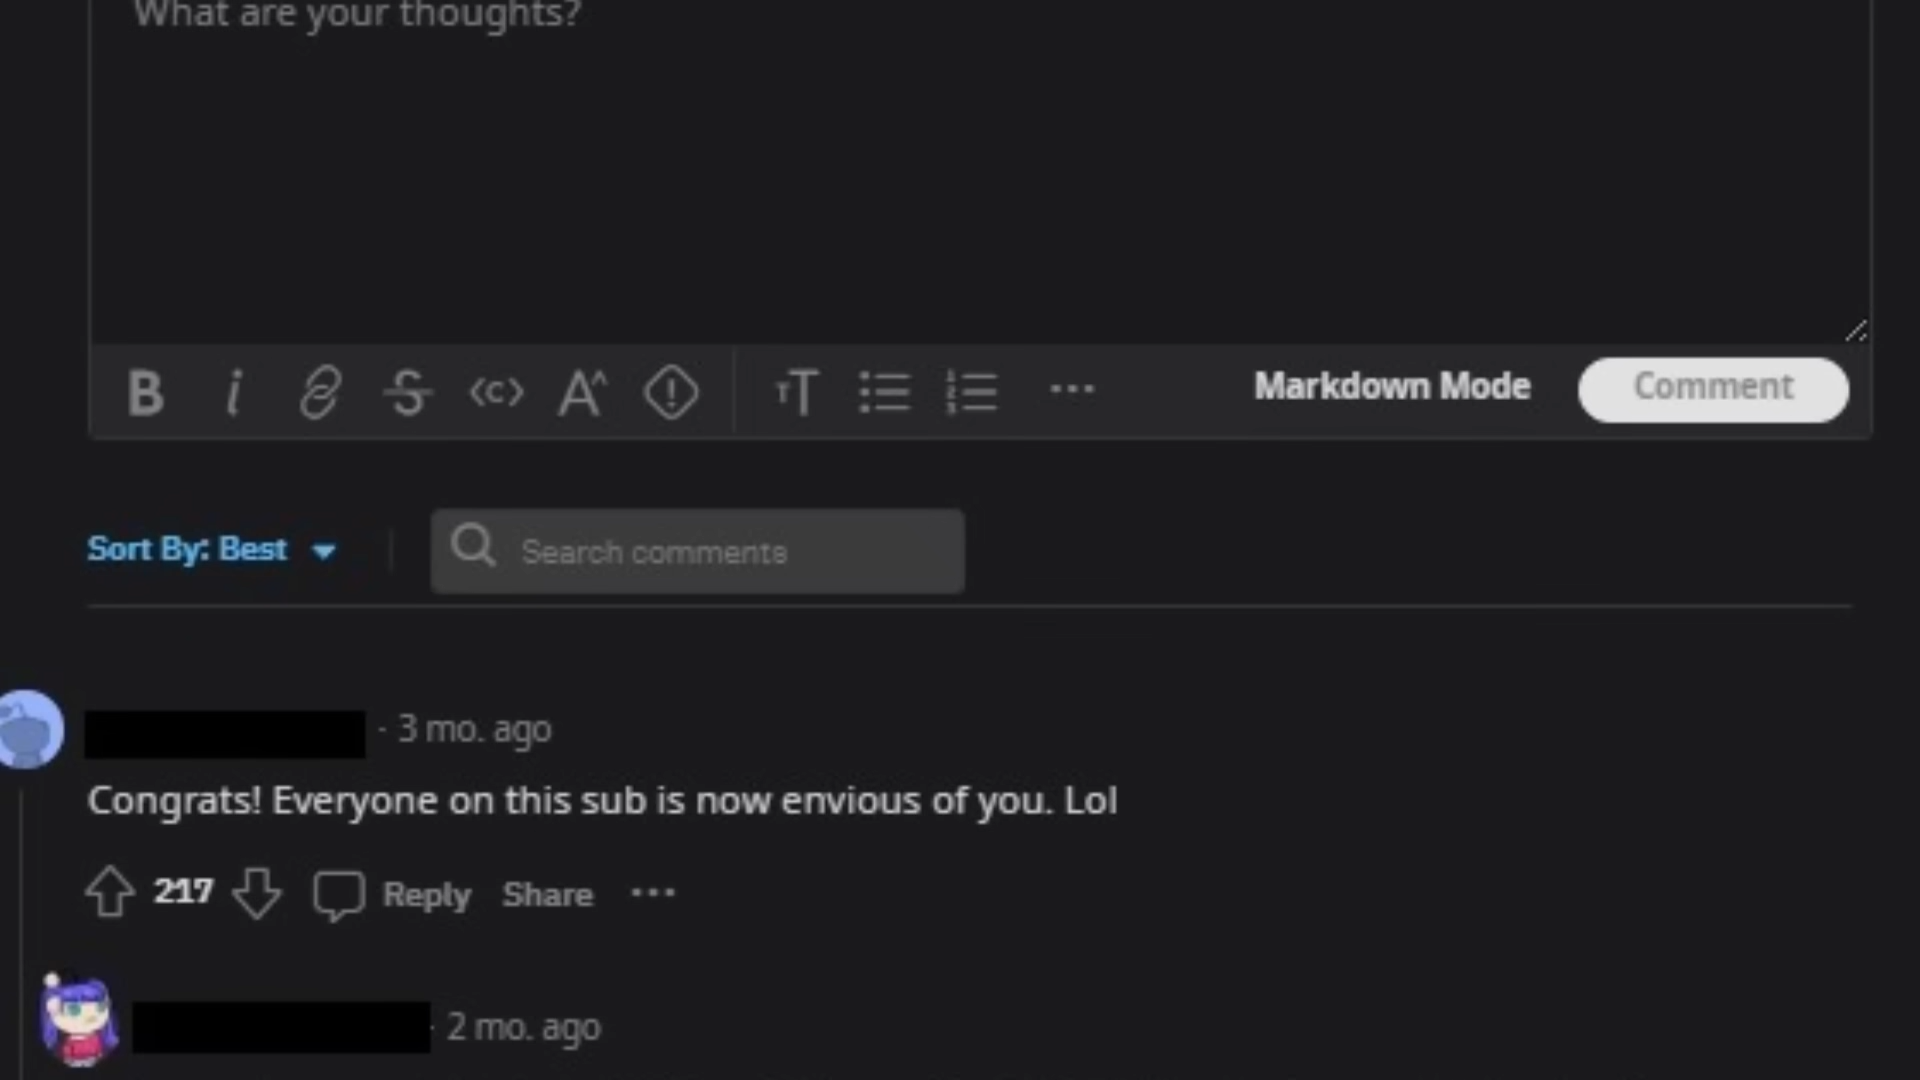 What are your thoughts?
Markdown Mode
Comment
Sort By: Best
Search comments
· 3 mo. ago
Congrats! Everyone on this sub is now envious of you. Lol
217 Reply Share ···
· 2 mo. ago